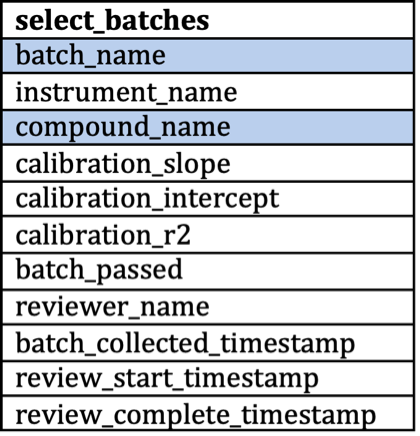 select_batches
batch_name
instrument_name
compound_name
calibration_slope
calibration_intercept
calibration_r2
batch_passed
reviewer_name
batch_collected_timestamp
review_start_timestamp
review_complete_timestamp